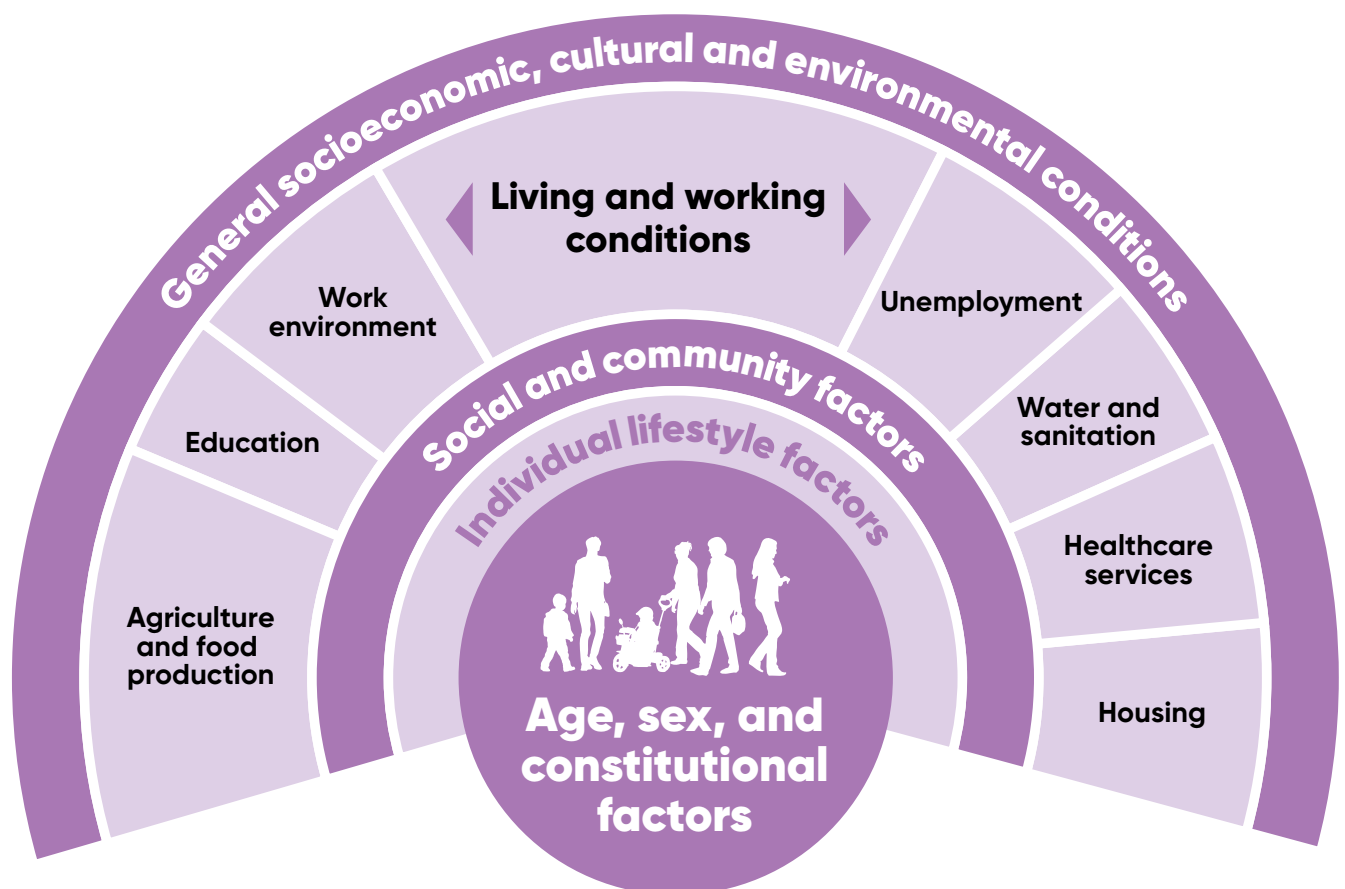 General socioeconomic, cultural and environmental conditions
Living and working
conditions
Work
environment
Unemployment
Education
Water and
sanitation
Agriculture
and food
production
Healthcare
services
Housing
Social and community factors
Individual lifestyle factors
Age, sex, and
constitutional
factors